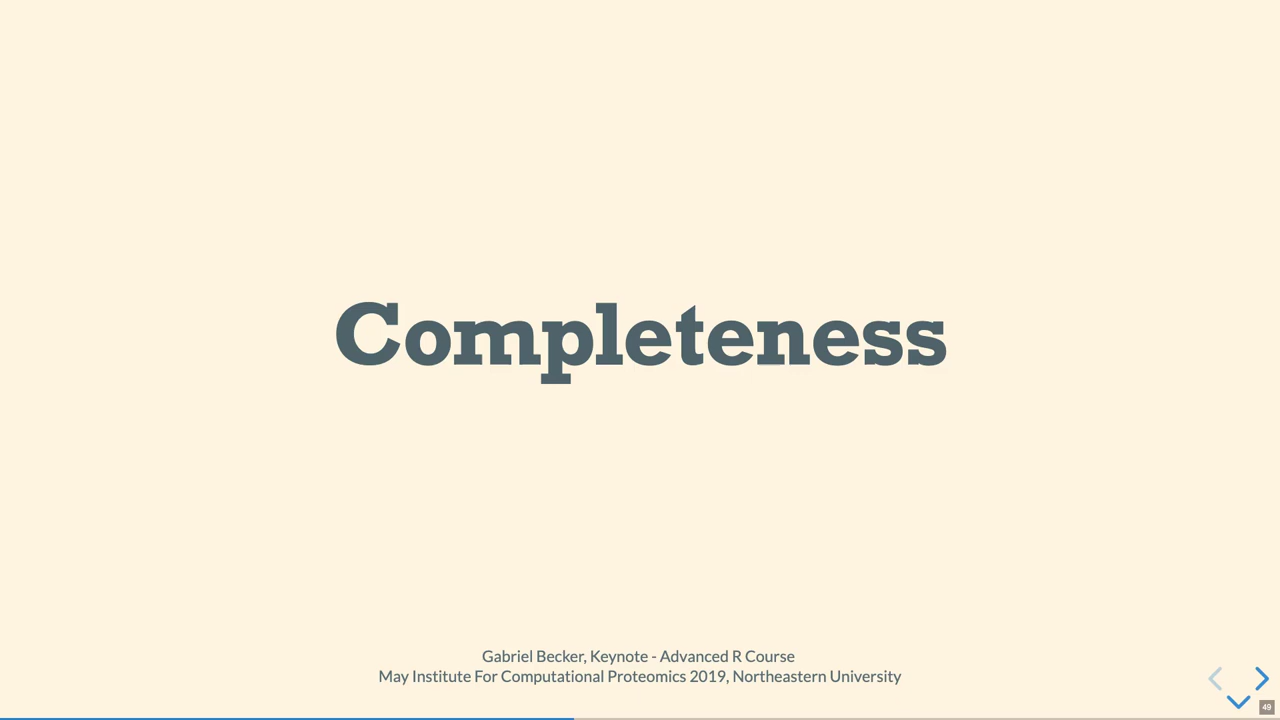 Completeness
Gabriel Becker, Keynote - Advanced R Course
May Institute For Computational Proteomics 2019, Northeastern University
49